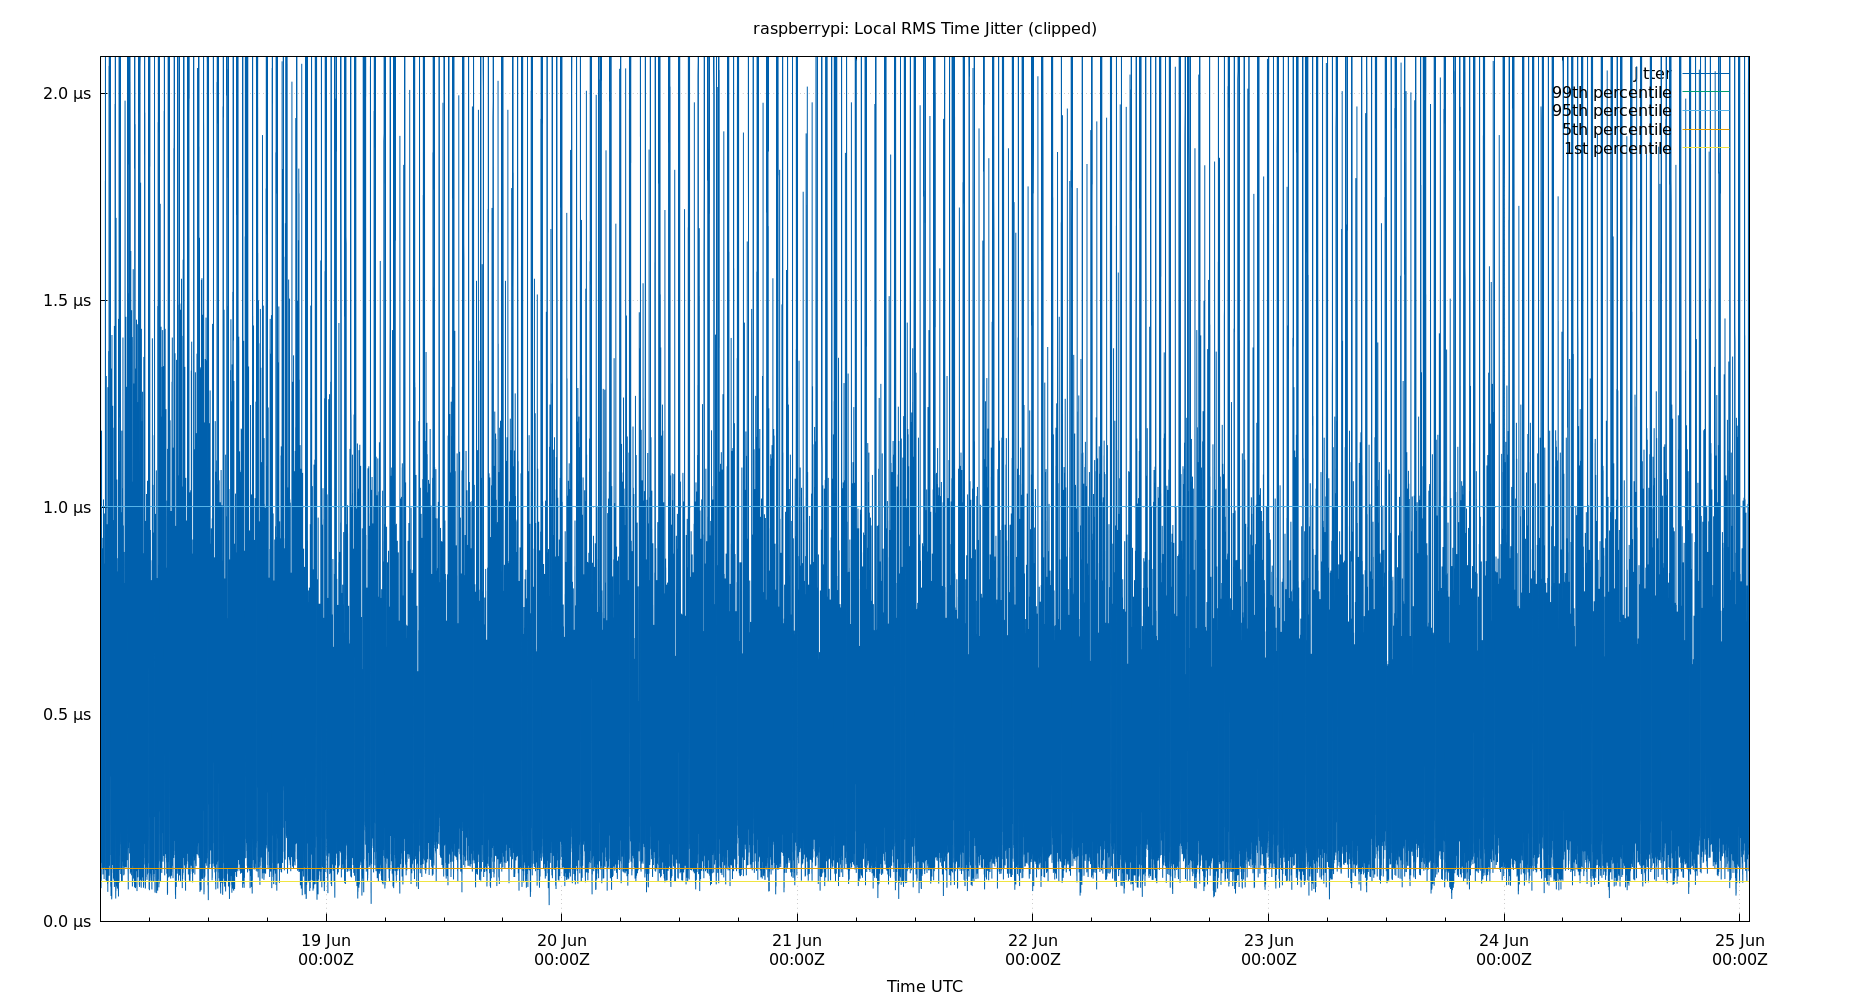 raspberrypi: Local RMS Time Jitter (clipped)
2.0 µs
1.5 µs
1.0 µs
0.5 µs
0.0 µs
Jitter
99th percentile
95th percentile
5th percentile
1st percentile
19 Jun
00:00Z
20 Jun
00:00Z
21 Jun
00:00Z
22 Jun
00:00Z
23 Jun
00:00Z
24 Jun
00:00Z
25 Jun
00:00Z
Time UTC